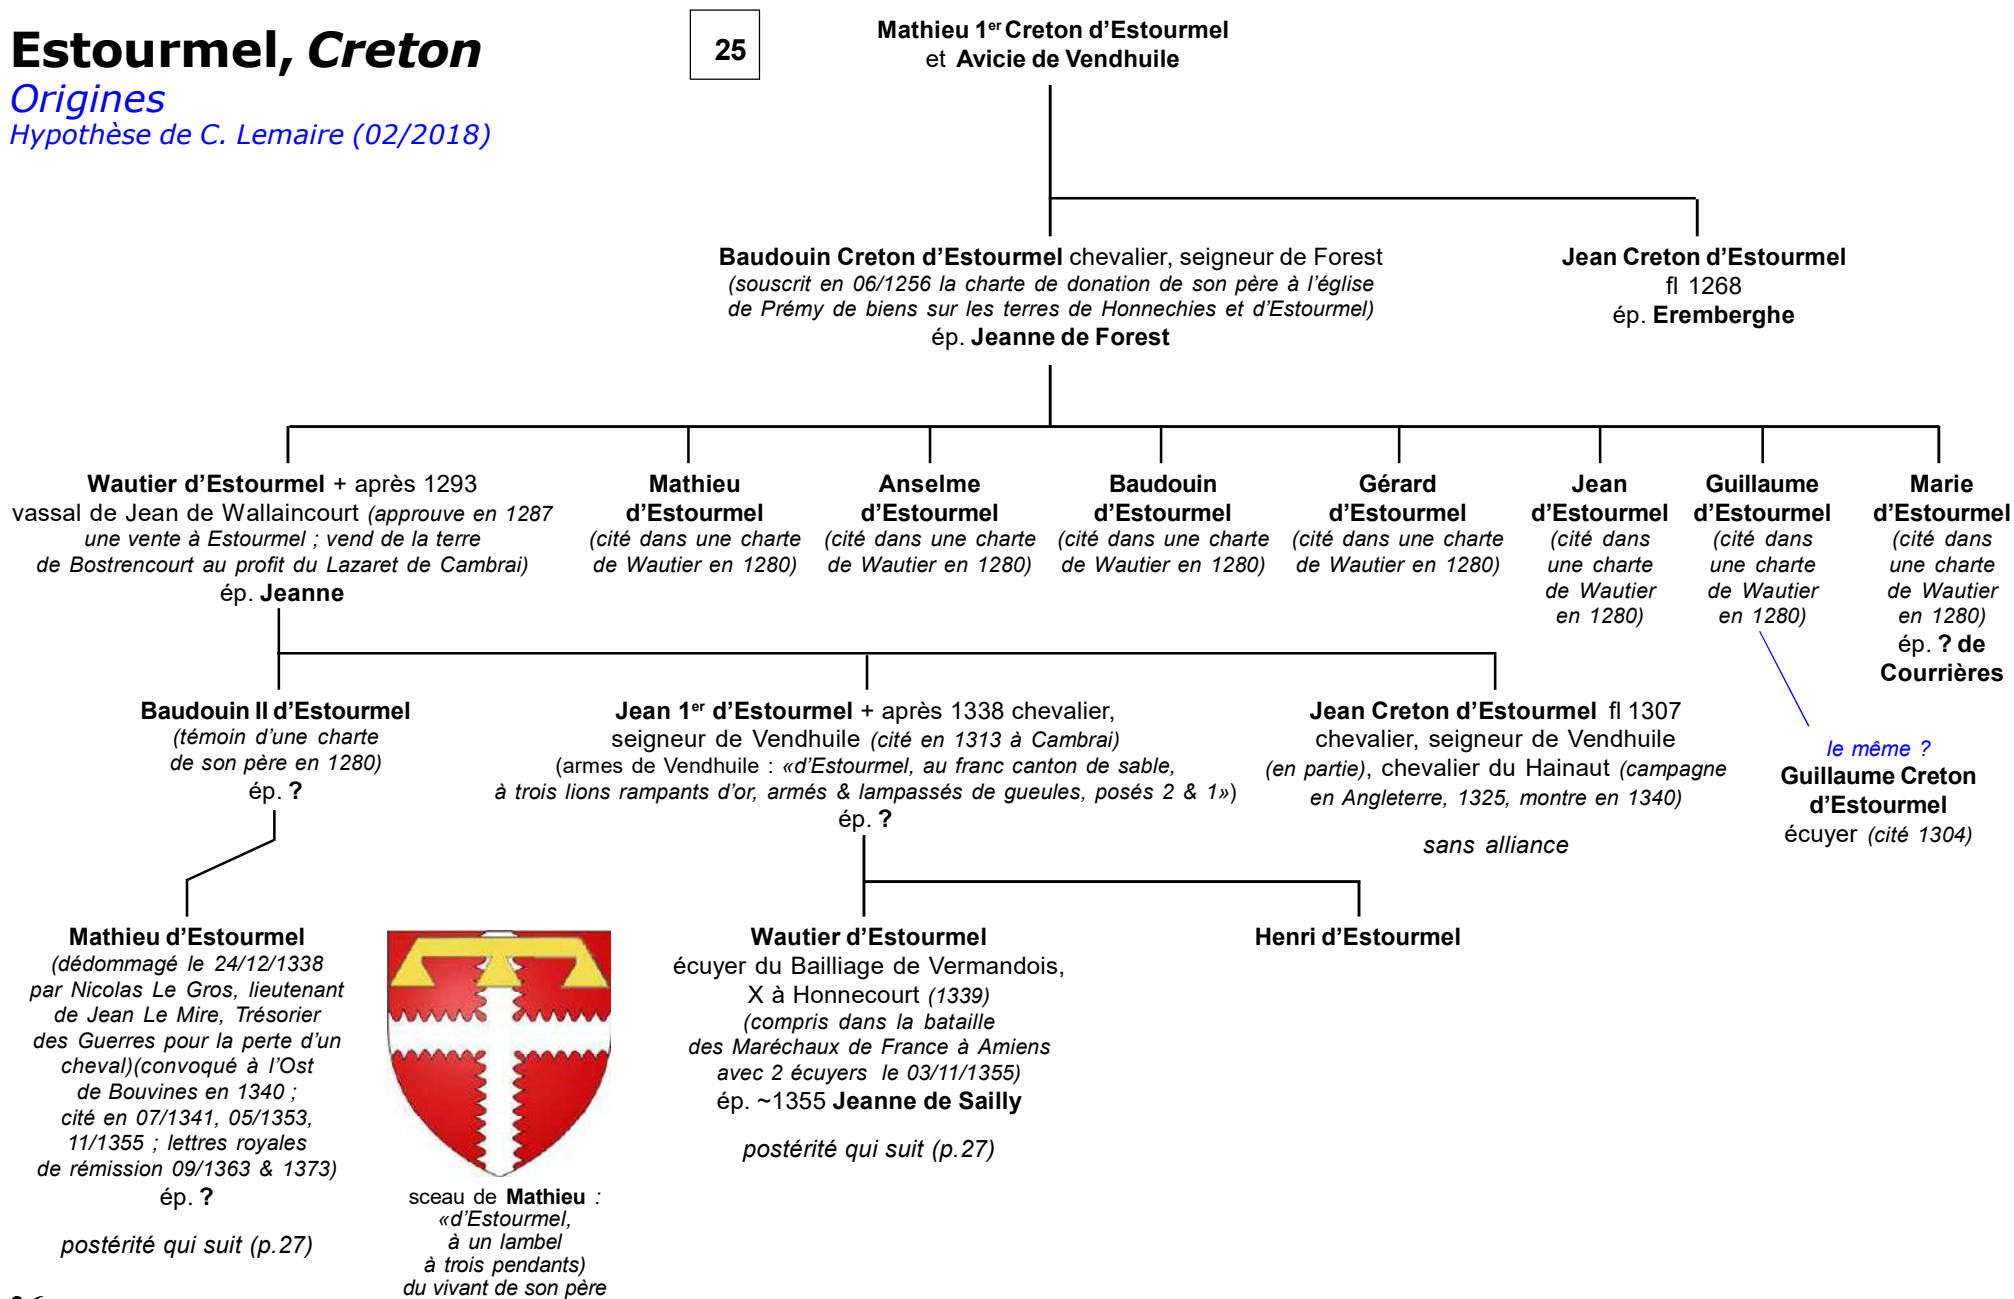 Estourmel, Creton
Origines
Hypothèse de C. Lemaire (02/2018)
25
Mathieu 1er Creton d’Estourmel
et Avicie de Vendhuile
Baudouin Creton d’Estourmel chevalier, seigneur de Forest
(souscrit en 06/1256 la charte de donation de son père à l’église
de Prémy de biens sur les terres de Honnechies et d’Estourmel)
ép. Jeanne de Forest
Jean Creton d’Estourmel
fl 1268
ép. Eremberghe
Wautier d’Estourmel + après 1293
vassal de Jean de Wallaincourt (approuve en 1287
une vente à Estourmel ; vend de la terre
de Bostrencourt au profit du Lazaret de Cambrai)
ép. Jeanne
Mathieu
d’Estourmel
(cité dans une charte
de Wautier en 1280)
Anselme
d’Estourmel
(cité dans une charte
de Wautier en 1280)
Baudouin
d’Estourmel
(cité dans une charte
de Wautier en 1280)
Gérard
d’Estourmel
(cité dans une charte
de Wautier en 1280)
Jean
d’Estourmel
(cité dans
une charte
de Wautier
en 1280)
Guillaume
d’Estourmel
(cité dans
une charte
de Wautier
en 1280)
Marie
d’Estourmel
(cité dans
une charte
de Wautier
en 1280)
ép. ? de
Courrières
Baudouin II d’Estourmel
(témoin d’une charte
de son père en 1280)
ép. ?
Jean 1er d’Estourmel + après 1338 chevalier,
seigneur de Vendhuile (cité en 1313 à Cambrai)
(armes de Vendhuile : «d’Estourmel, au franc canton de sable,
à trois lions rampants d’or, armés & lampassés de gueules, posés 2 & 1»)
ép. ?
Jean Creton d’Estourmel fl 1307
chevalier, seigneur de Vendhuile
(en partie), chevalier du Hainaut (campagne
en Angleterre, 1325, montre en 1340)
sans alliance
le même ?
Guillaume Creton
d’Estourmel
écuyer (cité 1304)
Mathieu d’Estourmel
(dédommagé le 24/12/1338
par Nicolas Le Gros, lieutenant
de Jean Le Mire, Trésorier
des Guerres pour la perte d’un
cheval)(convoqué à l’Ost
de Bouvines en 1340 ;
cité en 07/1341, 05/1353,
11/1355 ; lettres royales
de rémission 09/1363 & 1373)
ép. ?
postérité qui suit (p.27)
sceau de Mathieu :
«d’Estourmel,
à un lambel
à trois pendants)
du vivant de son père
Wautier d’Estourmel
écuyer du Bailliage de Vermandois,
X à Honnecourt (1339)
(compris dans la bataille
des Maréchaux de France à Amiens
avec 2 écuyers le 03/11/1355)
ép. ~1355 Jeanne de Sailly
postérité qui suit (p.27)
Henri d’Estourmel